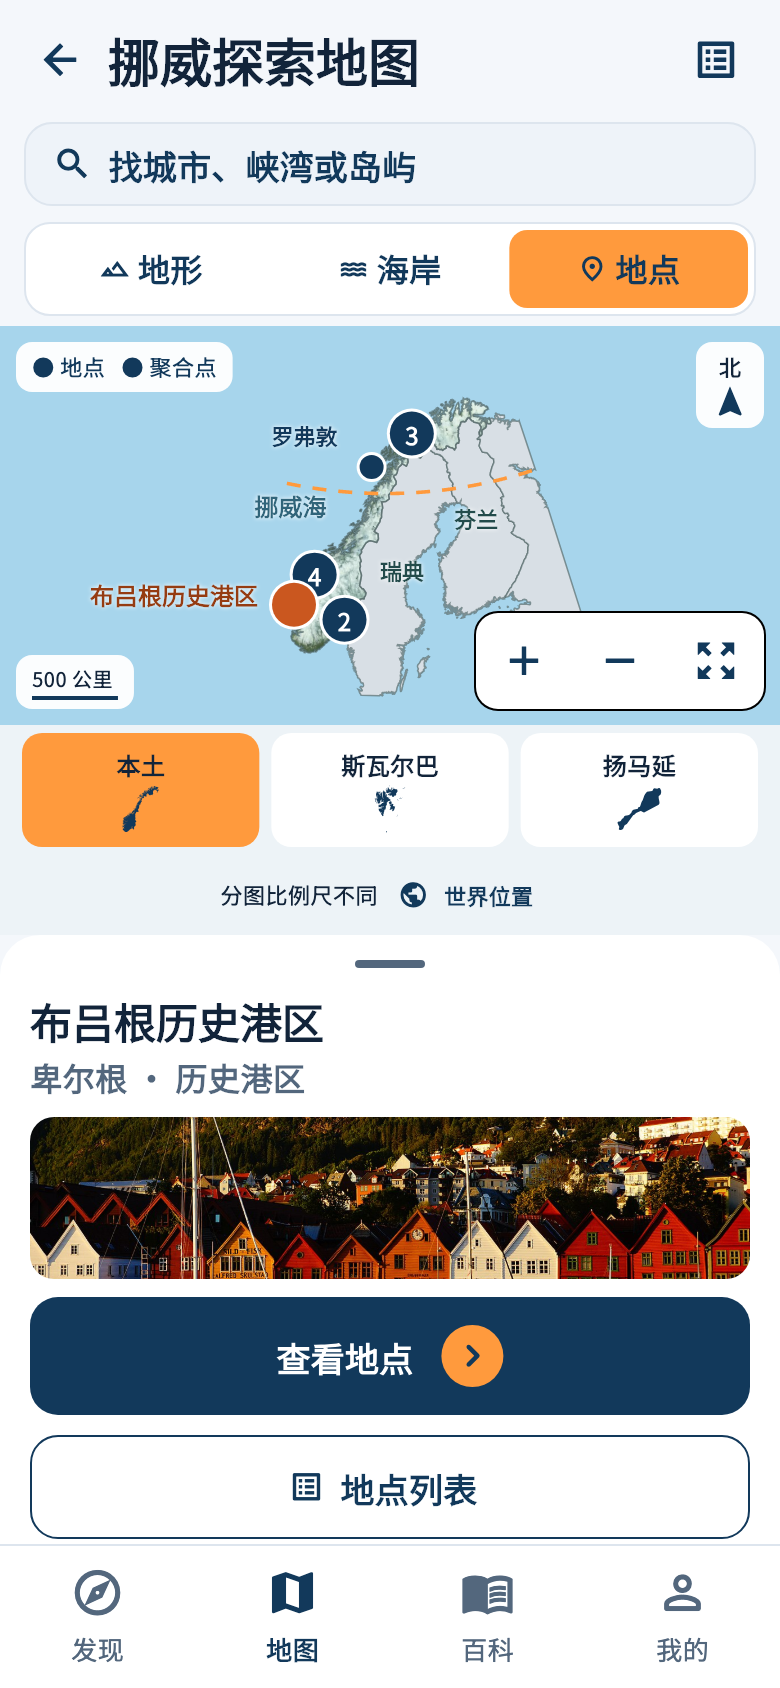 挪威探索地图
找城市、峡湾或岛屿
地形
海岸
地点
地点
聚合点
北
罗弗敦
3
挪威海
芬兰
瑞典
4
布吕根历史港区
2
500 公里
本土
斯瓦尔巴
扬马延
分图比例尺不同
世界位置
布吕根历史港区
卑尔根 • 历史港区
查看地点
地点列表
发现
地图
百科
我的